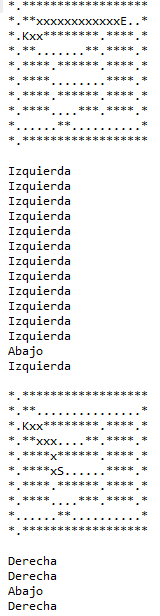 *.******************
*.**xxxxxxxxxxxxE..*
*.Kxx********.****.*
*.**.......**.****.*
*.****.******.****.*
*.****........****.*
*.****.******.****.*
*.****....***.****.*
*......**..........*
*.******************
Izquierda
Izquierda
Izquierda
Izquierda
Izquierda
Izquierda
Izquierda
Izquierda
Izquierda
Izquierda
Izquierda
Izquierda
Abajo
Izquierda
*.******************
*.**...............*
*.Kxx********.****.*
*.**xxx....**.****.*
*.****x******.****.*
*.****xS......****.*
*.****.******.****.*
*.****....***.****.*
*......**..........*
*.******************
Derecha
Derecha
Abajo
Derecha